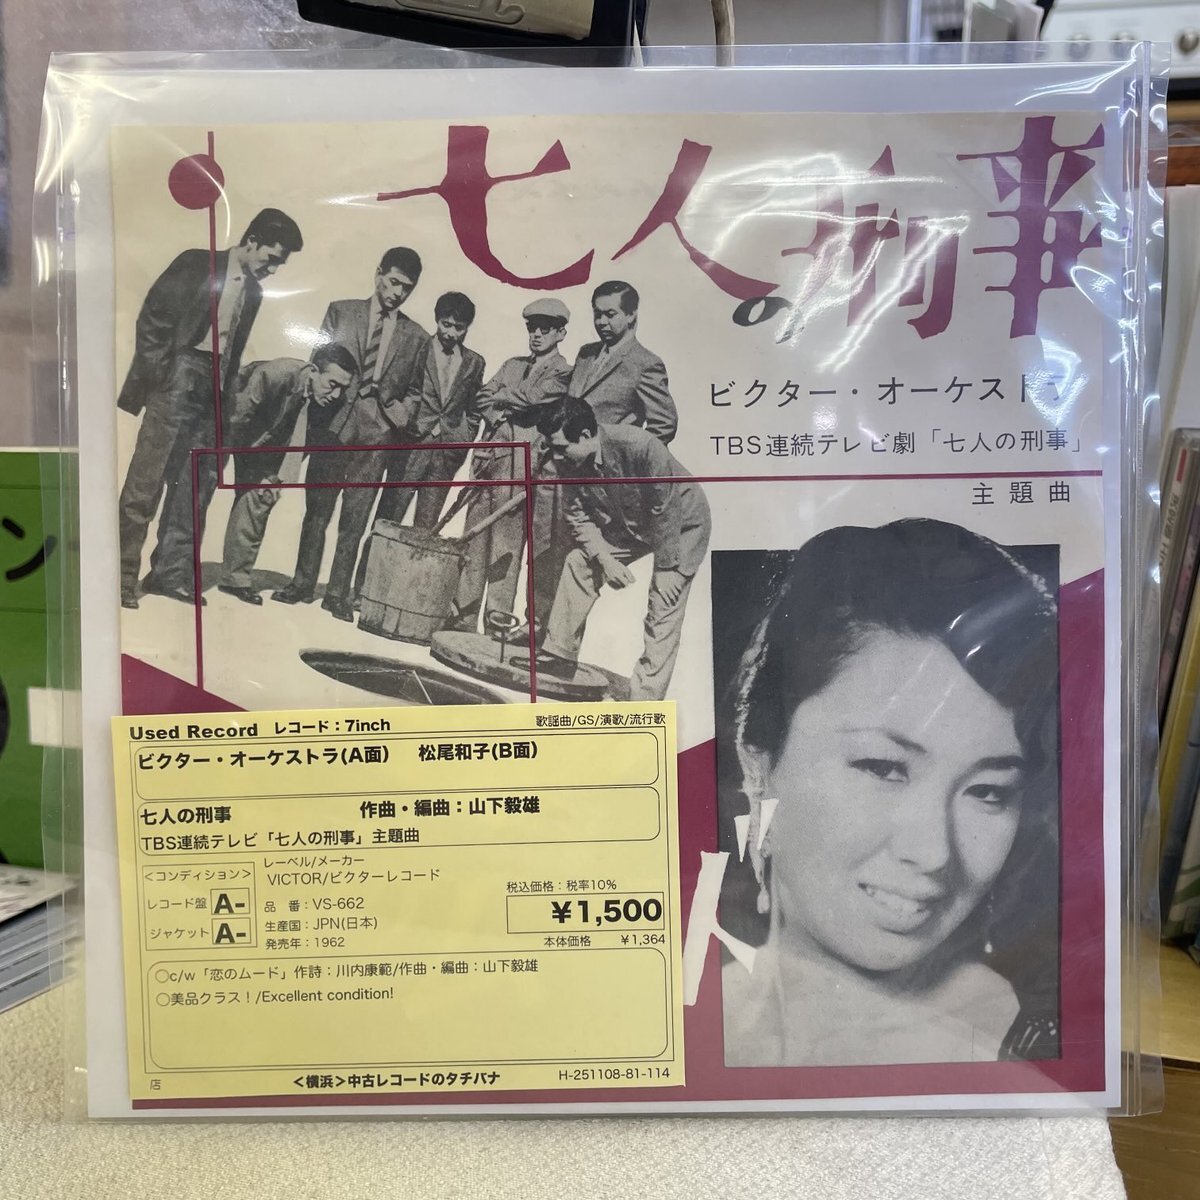 七人の刑事
ビクター・オーケストラ
TBS連続テレビ劇「七人の刑事」
主題曲
Used Record レコード：7inch 歌謡曲/GS/演歌/流行歌
ビクター・オーケストラ(A面) 松尾和子(B面)
七人の刑事 作曲・編曲：山下毅雄
TBS連続テレビ「七人の刑事」主題曲
<コンディション>
レコード盤 A-
ジャケット A-
レーベル/メーカー
VICTOR/ビクターレコード
品 番：VS-662
生産国：JPN(日本)
発売年：1962
税込価格：税率10%
¥1,500
本体価格 ¥1,364
○c/w「恋のムード」作詩：川内康範/作曲・編曲：山下毅雄
○美品クラス！/Excellent condition!
店 <横浜>中古レコードのタチバナ H-251108-81-114
ン